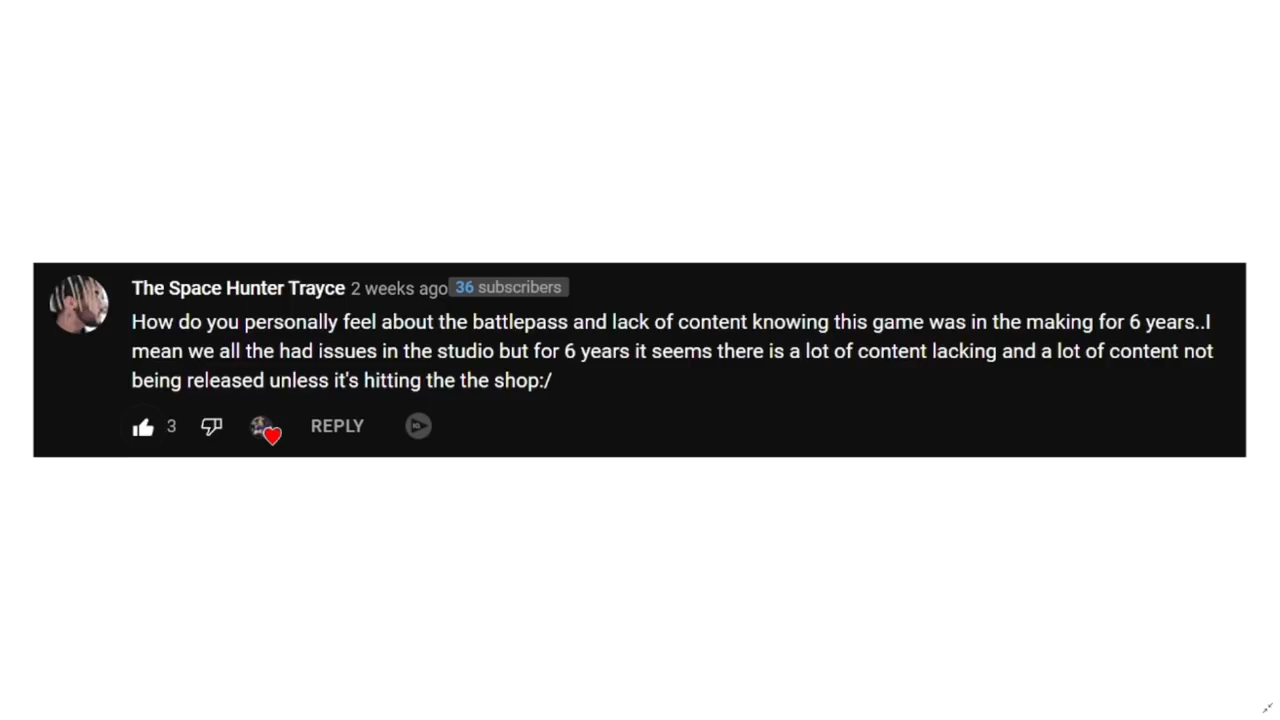 The Space Hunter Trayce 2 weeks ago 36 subscribers
How do you personally feel about the battlepass and lack of content knowing this game was in the making for 6 years..I
mean we all the had issues in the studio but for 6 years it seems there is a lot of content lacking and a lot of content not
being released unless it's hitting the the shop:/
3 REPLY